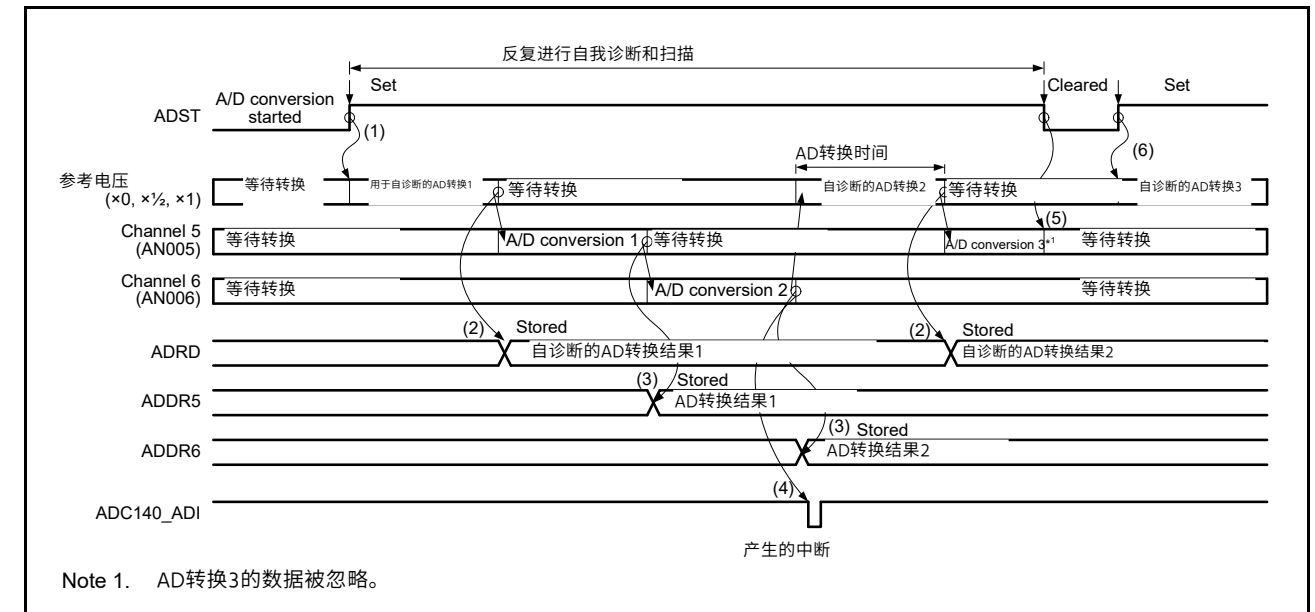 反复进行自我诊断和扫描
Set
Cleared
Set
A/D conversion
started
ADST
(1)
(6)
AD转换时间
参考电压
(×0, ×½, ×1)
等待转换
用于自诊断的AD转换1
等待转换
自诊断的AD转换2
等待转换
自诊断的AD转换3
(5)
Channel 5
(AN005)
等待转换
A/D conversion 1
等待转换
A/D conversion 3*1
等待转换
Channel 6
(AN006)
等待转换
A/D conversion 2
等待转换
(2)
Stored
(2)
Stored
ADRD
自诊断的AD转换结果1
自诊断的AD转换结果2
(3)
Stored
ADDR5
AD转换结果1
(3)
Stored
ADDR6
AD转换结果2
(4)
ADC140_ADI
产生的中断
Note 1. AD转换3的数据被忽略。